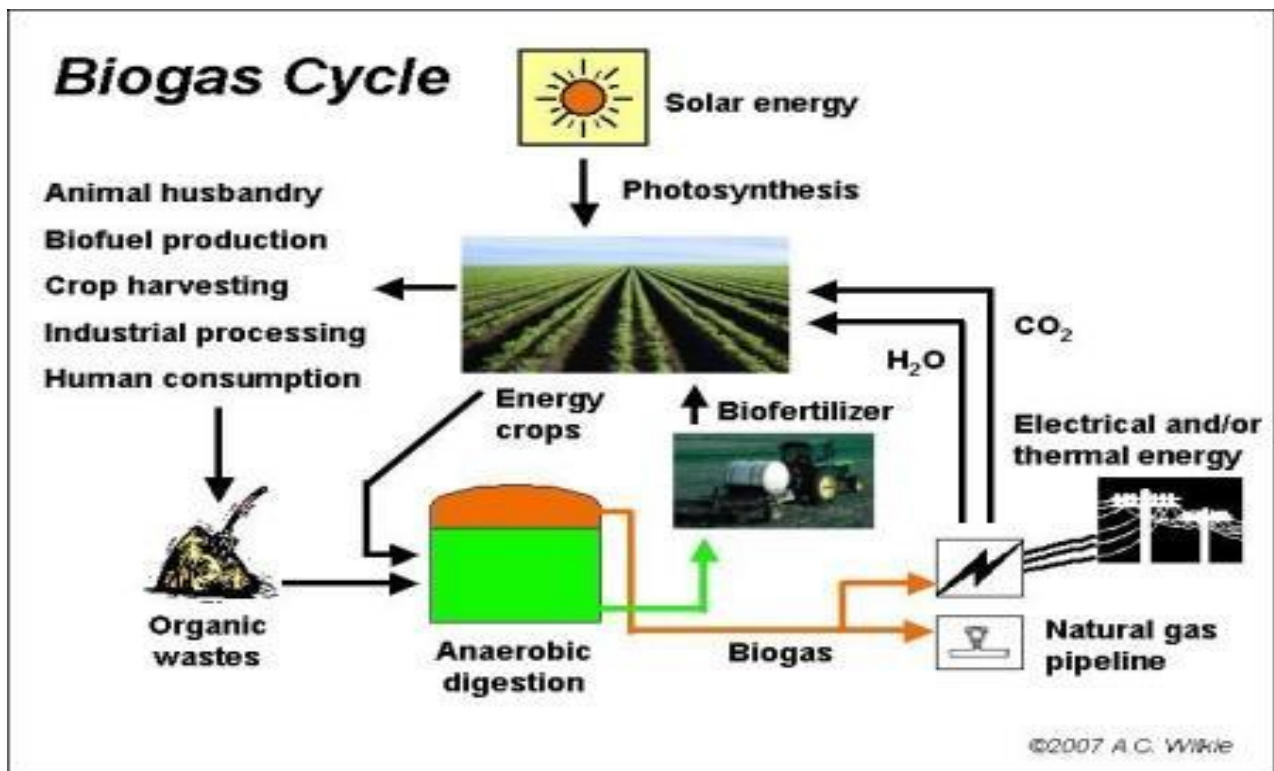 Biogas Cycle
Solar energy
Photosynthesis
Animal husbandry
Biofuel production
Crop harvesting
Industrial processing
Human consumption
CO₂
H₂O
Energy
crops
Biofertilizer
Electrical and/or
thermal energy
Organic
wastes
Anaerobic
digestion
Biogas
Natural gas
pipeline
©2007 A.C. Wilkie